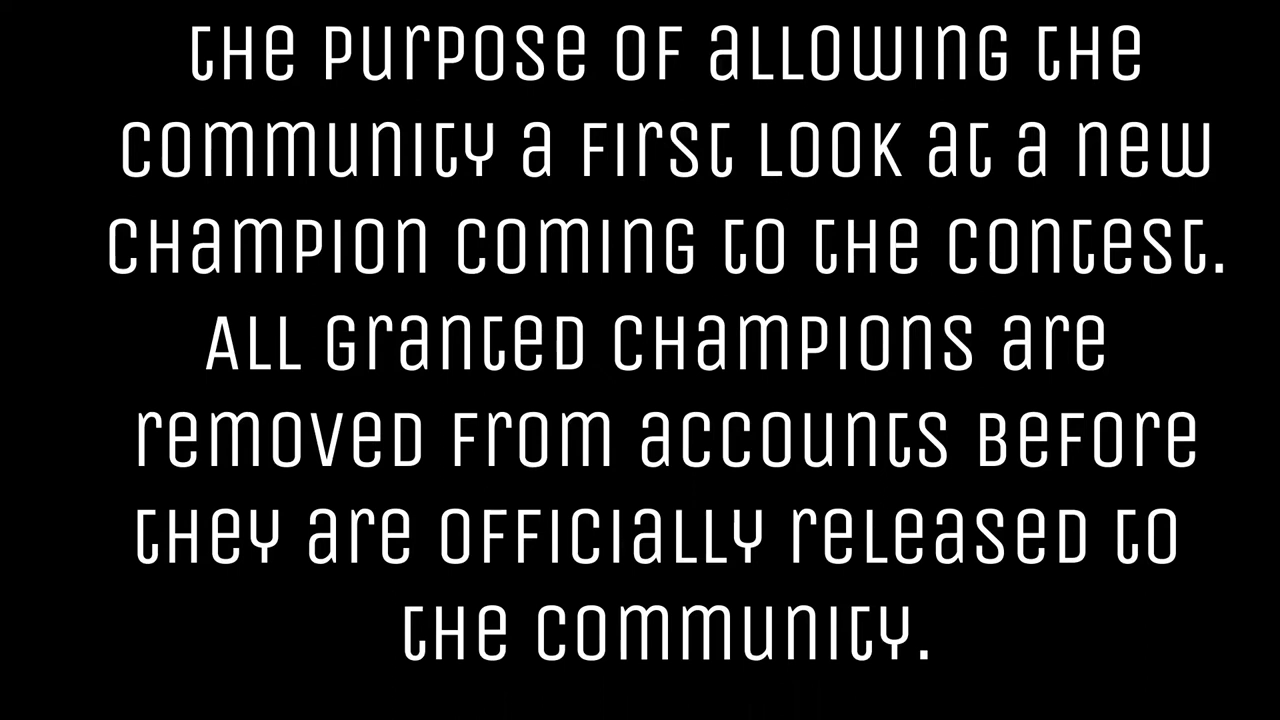 the purpose of allowing the
community a first look at a new
champion coming to the contest.
All granted champions are
removed from accounts before
they are officially released to
the community.